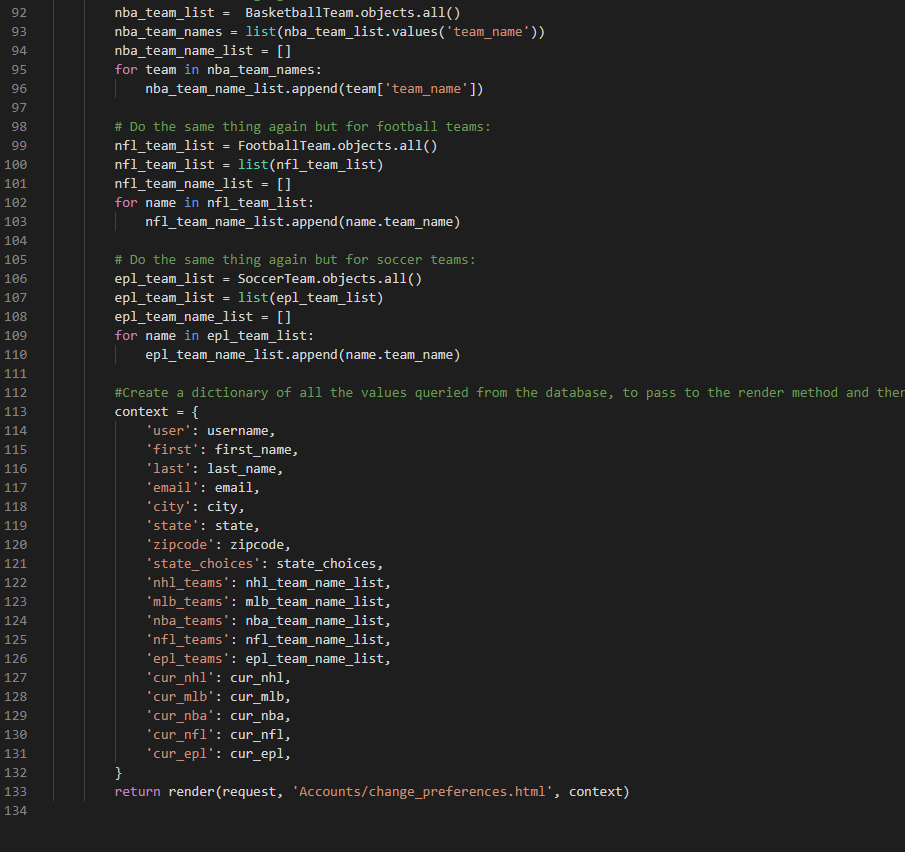 92 nba_team_list =  BasketballTeam.objects.all()
93 nba_team_names = list(nba_team_list.values('team_name'))
94 nba_team_name_list = []
95 for team in nba_team_names:
96     nba_team_name_list.append(team['team_name'])
97
98 # Do the same thing again but for football teams:
99 nfl_team_list = FootballTeam.objects.all()
100 nfl_team_list = list(nfl_team_list)
101 nfl_team_name_list = []
102 for name in nfl_team_list:
103     nfl_team_name_list.append(name.team_name)
104
105 # Do the same thing again but for soccer teams:
106 epl_team_list = SoccerTeam.objects.all()
107 epl_team_list = list(epl_team_list)
108 epl_team_name_list = []
109 for name in epl_team_list:
110     epl_team_name_list.append(name.team_name)
111
112 #Create a dictionary of all the values queried from the database, to pass to the render method and
113 context = {
114     'user': username,
115     'first': first_name,
116     'last': last_name,
117     'email': email,
118     'city': city,
119     'state': state,
120     'zipcode': zipcode,
121     'state_choices': state_choices,
122     'nhl_teams': nhl_team_name_list,
123     'mlb_teams': mlb_team_name_list,
124     'nba_teams': nba_team_name_list,
125     'nfl_teams': nfl_team_name_list,
126     'epl_teams': epl_team_name_list,
127     'cur_nhl': cur_nhl,
128     'cur_mlb': cur_mlb,
129     'cur_nba': cur_nba,
130     'cur_nfl': cur_nfl,
131     'cur_epl': cur_epl,
132 }
133 return render(request, 'Accounts/change_preferences.html', context)
134